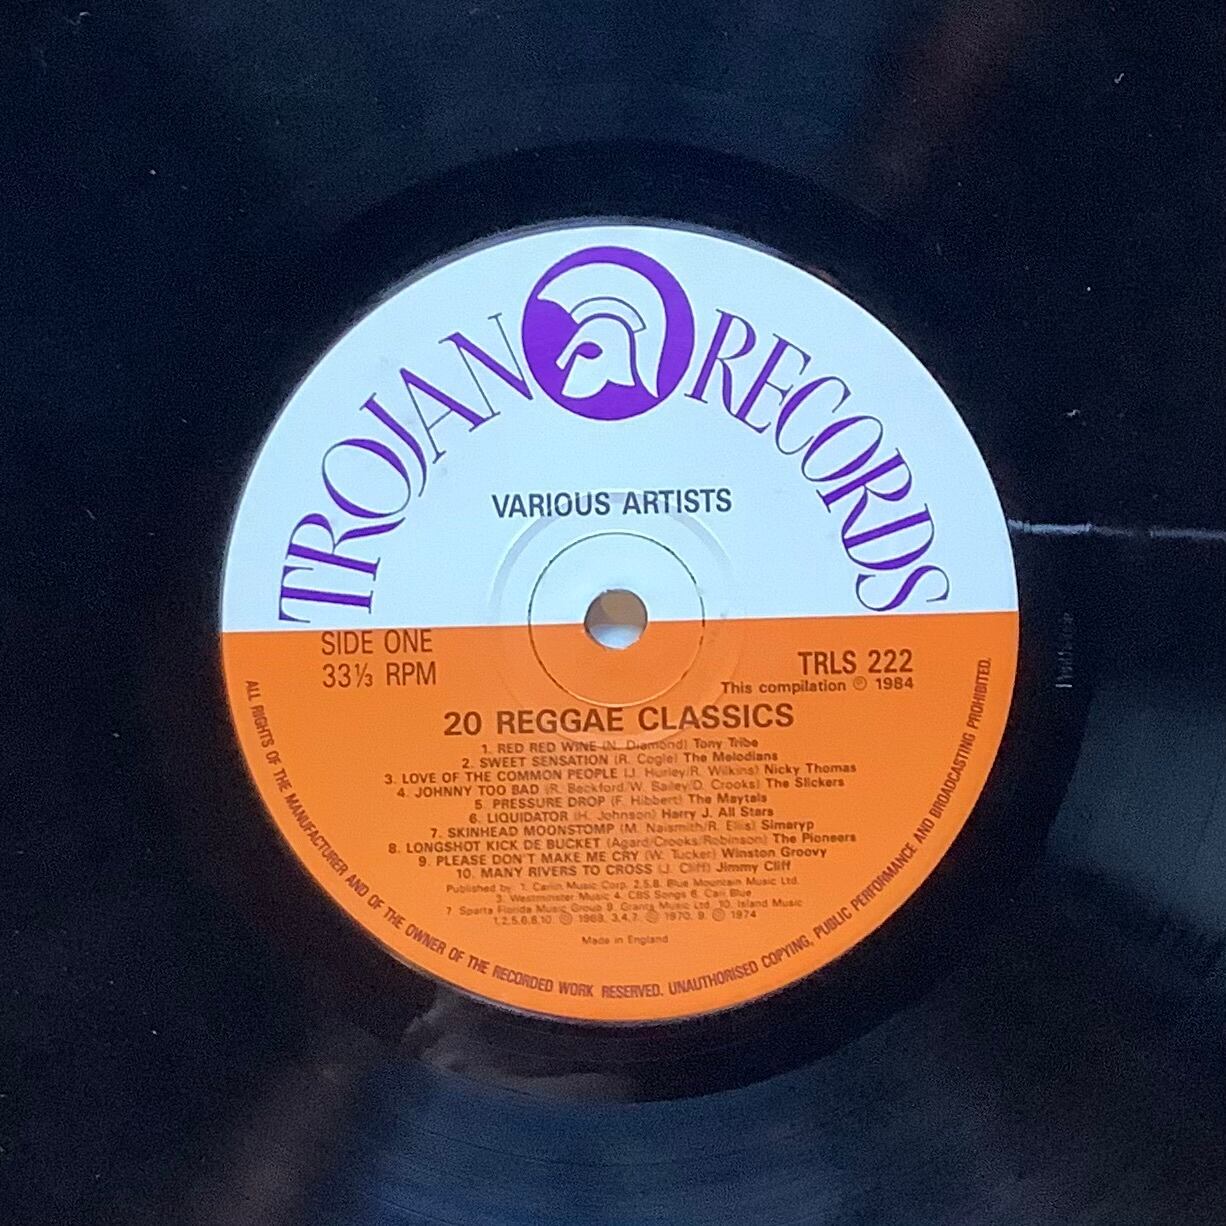 TROJAN RECORDS
VARIOUS ARTISTS
SIDE ONE
33⅓ RPM
TRLS 222
This compilation ℗ 1984
20 REGGAE CLASSICS
1. RED RED WINE (N. Diamond) Tony Tribe
2. SWEET SENSATION (R. Cogle) The Melodians
3. LOVE OF THE COMMON PEOPLE (J. Hurley/R. Wilkins) Nicky Thomas
4. JOHNNY TOO BAD (R. Beckford/W. Bailey/D. Crooks) The Slickers
5. PRESSURE DROP (F. Hibbert) The Maytals
6. LIQUIDATOR (H. Johnson) Harry J. All Stars
7. SKINHEAD MOONSTOMP (M. Naismith/R. Ellis) Simaryp
8. LONGSHOT KICK DE BUCKET (Agard/Crooks/Robinson) The Pioneers
9. PLEASE DON'T MAKE ME CRY (W. Tucker) Winston Groovy
10. MANY RIVERS TO CROSS (J. Cliff) Jimmy Cliff
Published by: 1. Carlin Music Corp. 2,5,8. Blue Mountain Music Ltd.
3. Westminster Music 4. CBS Songs 6. Blue
7. Sparta Florida Music Group 9. Music Ltd. 10. Island Music
1,2,5,6,8,10. ℗ 1969. 3,4,7. ℗ 1970. 9. ℗ 1974
Made in England
ALL RIGHTS OF THE MANUFACTURER AND OF THE OWNER OF THE RECORDED WORK RESERVED. UNAUTHORISED COPYING, PUBLIC PERFORMANCE AND BROADCASTING PROHIBITED.